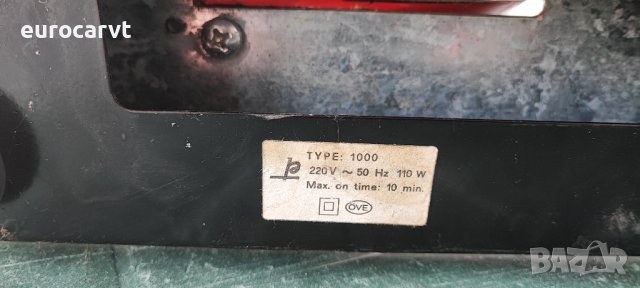 eurocarvt
TYPE: 1000
220V ~ 50 Hz 110 W
Max. on time: 10 min.
ÖVE
BAZAR